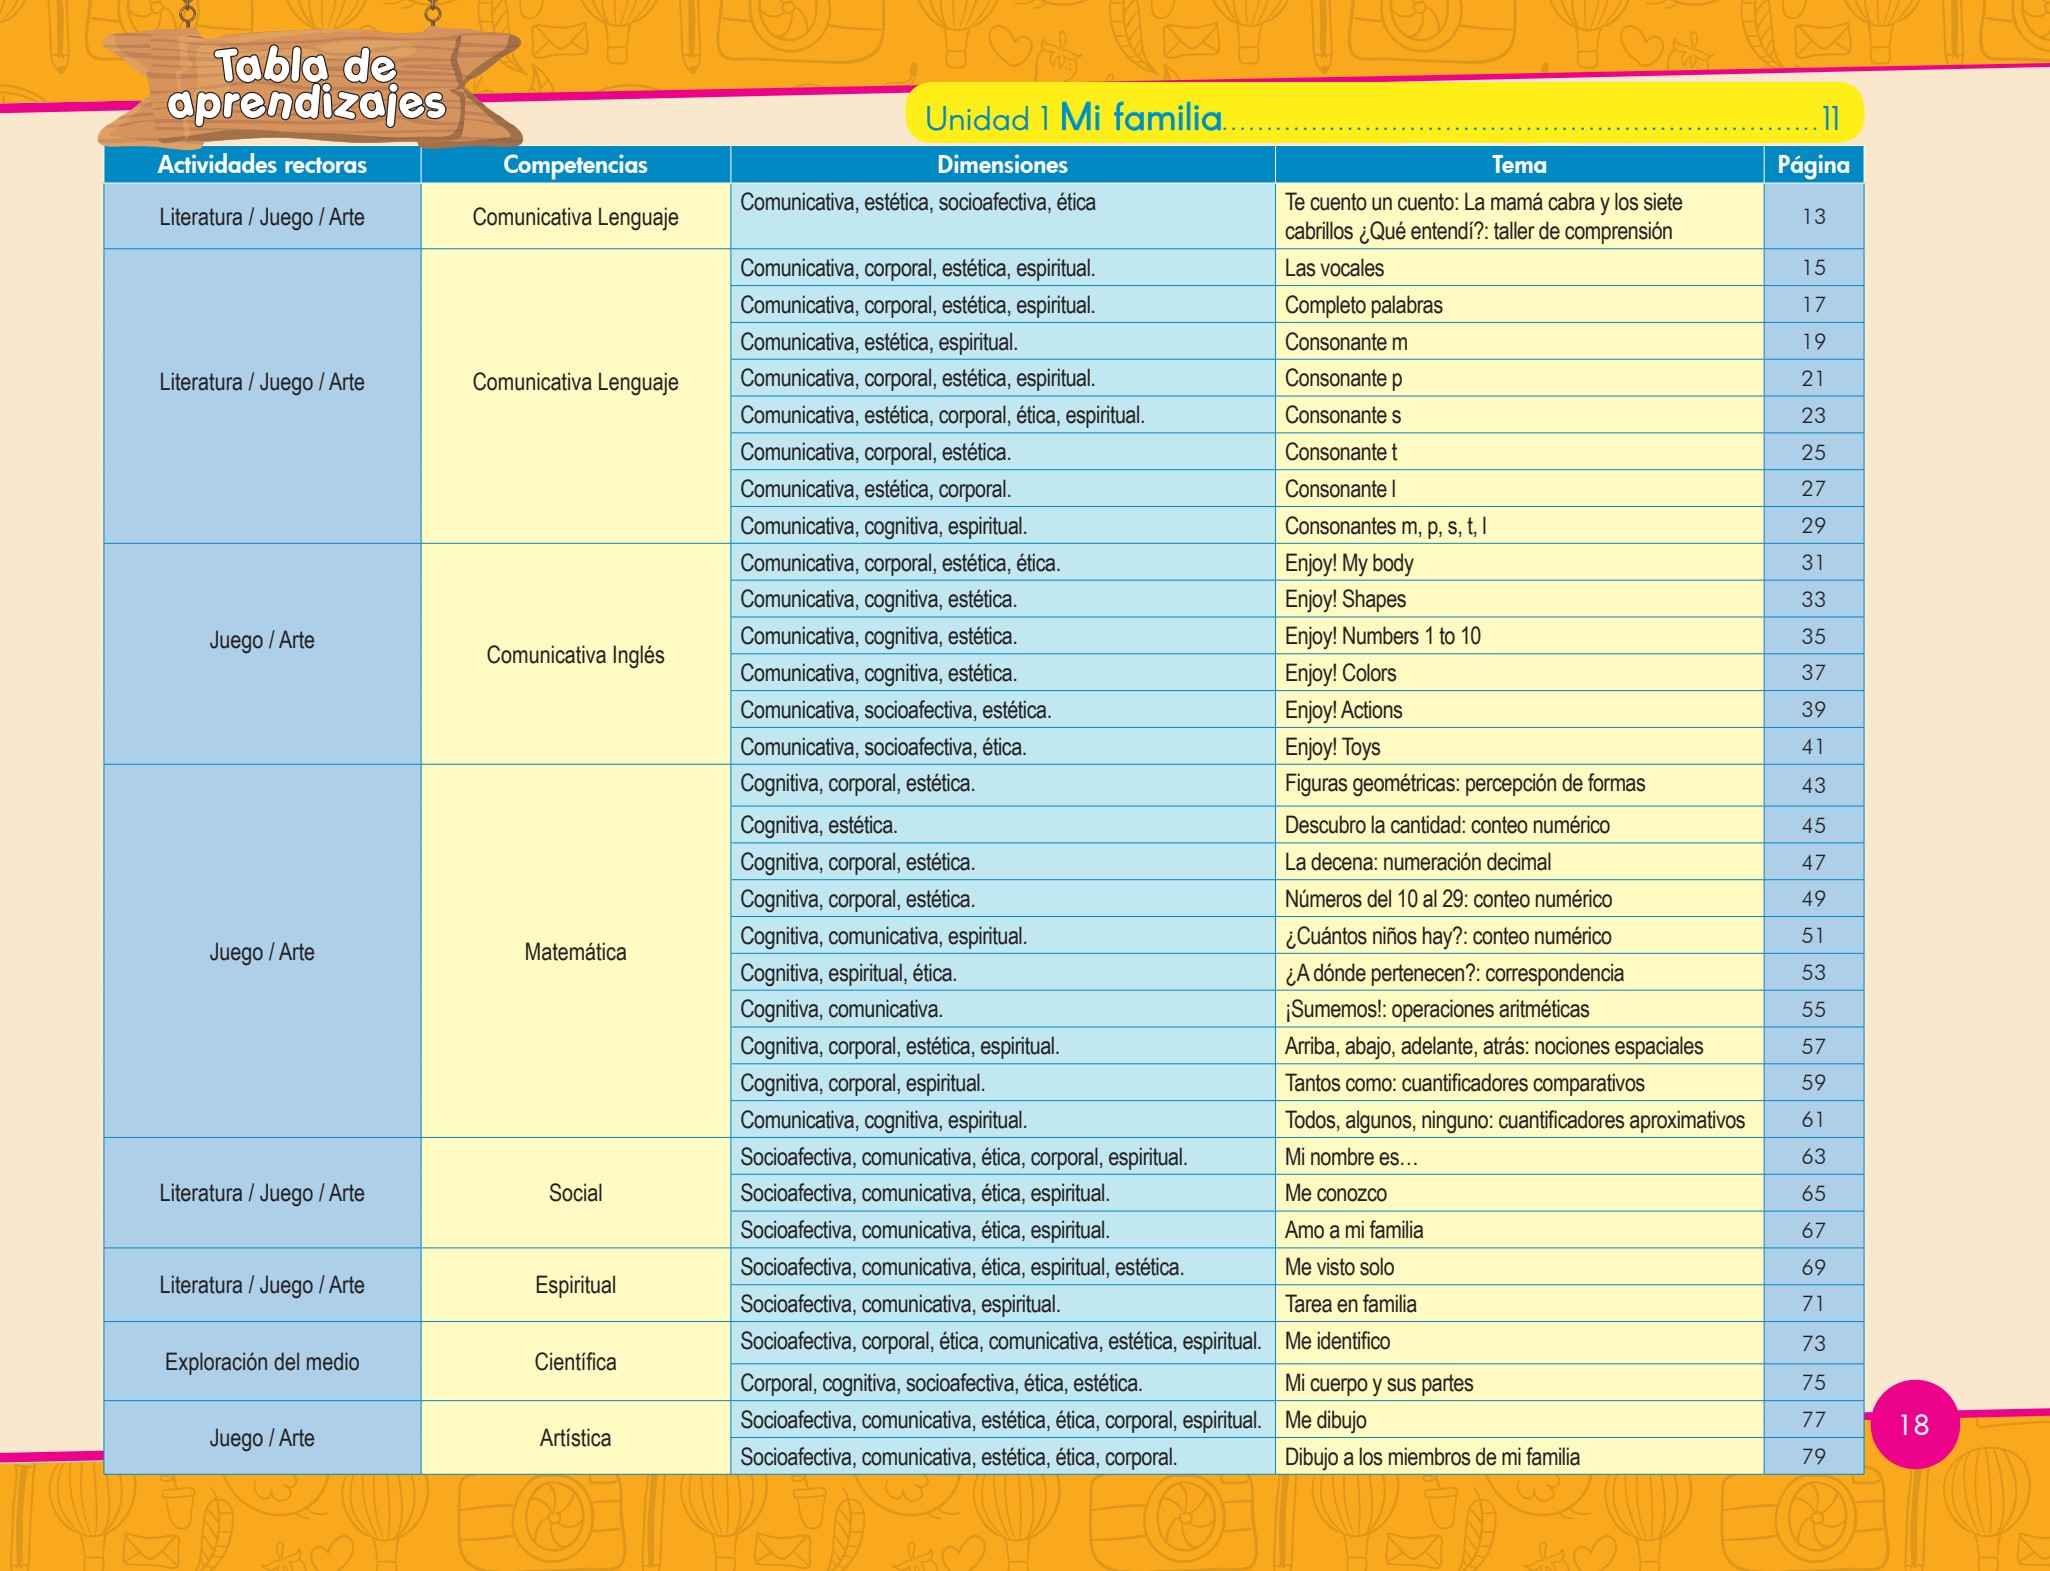 Tabla de
aprendizajes
Unidad 1 Mi familia.................................................................11
Actividades rectoras Competencias Dimensiones Tema Página
Literatura / Juego / Arte Comunicativa Lenguaje Comunicativa, estética, socioafectiva, ética Te cuento un cuento: La mamá cabra y los siete
cabrillos ¿Qué entendí?: taller de comprensión 13
Literatura / Juego / Arte Comunicativa Lenguaje
Comunicativa, corporal, estética, espiritual. Las vocales 15
Comunicativa, corporal, estética, espiritual. Completo palabras 17
Comunicativa, estética, espiritual. Consonante m 19
Comunicativa, corporal, estética, espiritual. Consonante p 21
Comunicativa, estética, corporal, ética, espiritual. Consonante s 23
Comunicativa, corporal, estética. Consonante t 25
Comunicativa, estética, corporal. Consonante l 27
Comunicativa, cognitiva, espiritual. Consonantes m, p, s, t, l 29
Juego / Arte Comunicativa Inglés
Comunicativa, corporal, estética, ética. Enjoy! My body 31
Comunicativa, cognitiva, estética. Enjoy! Shapes 33
Comunicativa, cognitiva, estética. Enjoy! Numbers 1 to 10 35
Comunicativa, cognitiva, estética. Enjoy! Colors 37
Comunicativa, socioafectiva, estética. Enjoy! Actions 39
Comunicativa, socioafectiva, ética. Enjoy! Toys 41
Juego / Arte Matemática
Cognitiva, corporal, estética. Figuras geométricas: percepción de formas 43
Cognitiva, estética. Descubro la cantidad: conteo numérico 45
Cognitiva, corporal, estética. La decena: numeración decimal 47
Cognitiva, corporal, estética. Números del 10 al 29: conteo numérico 49
Cognitiva, comunicativa, espiritual. ¿Cuántos niños hay?: conteo numérico 51
Cognitiva, espiritual, ética. ¿A dónde pertenecen?: correspondencia 53
Cognitiva, comunicativa. ¡Sumemos!: operaciones aritméticas 55
Cognitiva, corporal, estética, espiritual. Arriba, abajo, adelante, atrás: nociones espaciales 57
Cognitiva, corporal, espiritual. Tantos como: cuantificadores comparativos 59
Comunicativa, cognitiva, espiritual. Todos, algunos, ninguno: cuantificadores aproximativos 61
Literatura / Juego / Arte Social
Socioafectiva, comunicativa, ética, corporal, espiritual. Mi nombre es… 63
Socioafectiva, comunicativa, ética, espiritual. Me conozco 65
Socioafectiva, comunicativa, ética, espiritual. Amo a mi familia 67
Literatura / Juego / Arte Espiritual
Socioafectiva, comunicativa, ética, espiritual, estética. Me visto solo 69
Socioafectiva, comunicativa, espiritual. Tarea en familia 71
Exploración del medio Científica
Socioafectiva, corporal, ética, comunicativa, estética, espiritual. Me identifico 73
Corporal, cognitiva, socioafectiva, ética, estética. Mi cuerpo y sus partes 75
Juego / Arte Artística
Socioafectiva, comunicativa, estética, ética, corporal, espiritual. Me dibujo 77
Socioafectiva, comunicativa, estética, ética, corporal. Dibujo a los miembros de mi familia 79
18